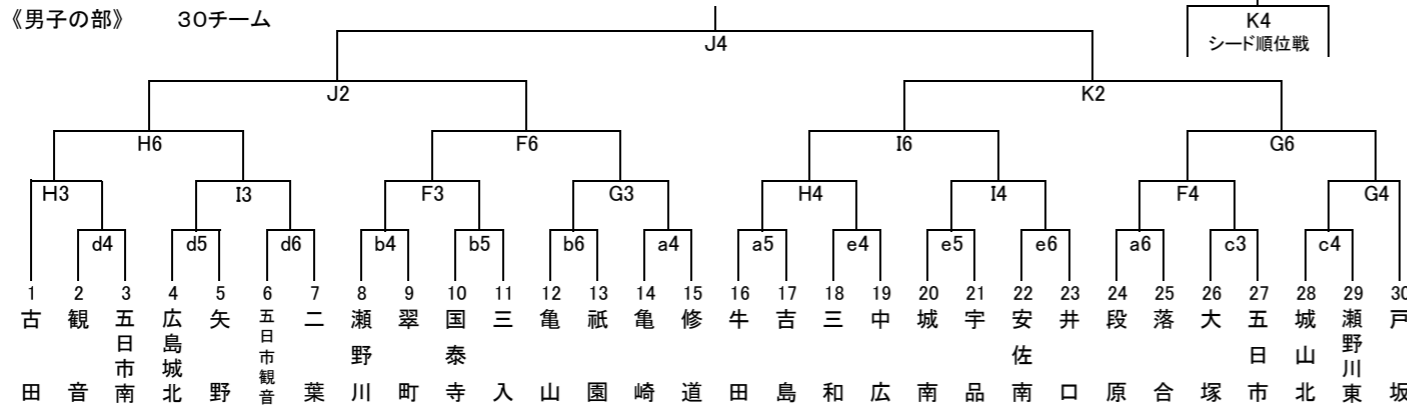 《男子の部》 30チーム
K4
シード順位戦
J4
J2 K2
H6 F6 I6 G6
H3 I3 F3 G3 H4 I4 F4 G4
d4 d5 d6 b4 b5 b6 a4 a5 e4 e5 e6 a6 c3 c4
1 2 3 4 5 6 7 8 9 10 11 12 13 14 15 16 17 18 19 20 21 22 23 24 25 26 27 28 29 30
古田
観音
五日市南
広島城北
矢野
五日市観音
二葉
瀬野川
翠町
国泰寺
三入
亀山
祇園
亀崎
修道
牛田
吉島
三和
中広
城南
宇品
安佐南
井口
段原
落合
大塚
五日市
城山北
瀬野川東
戸坂